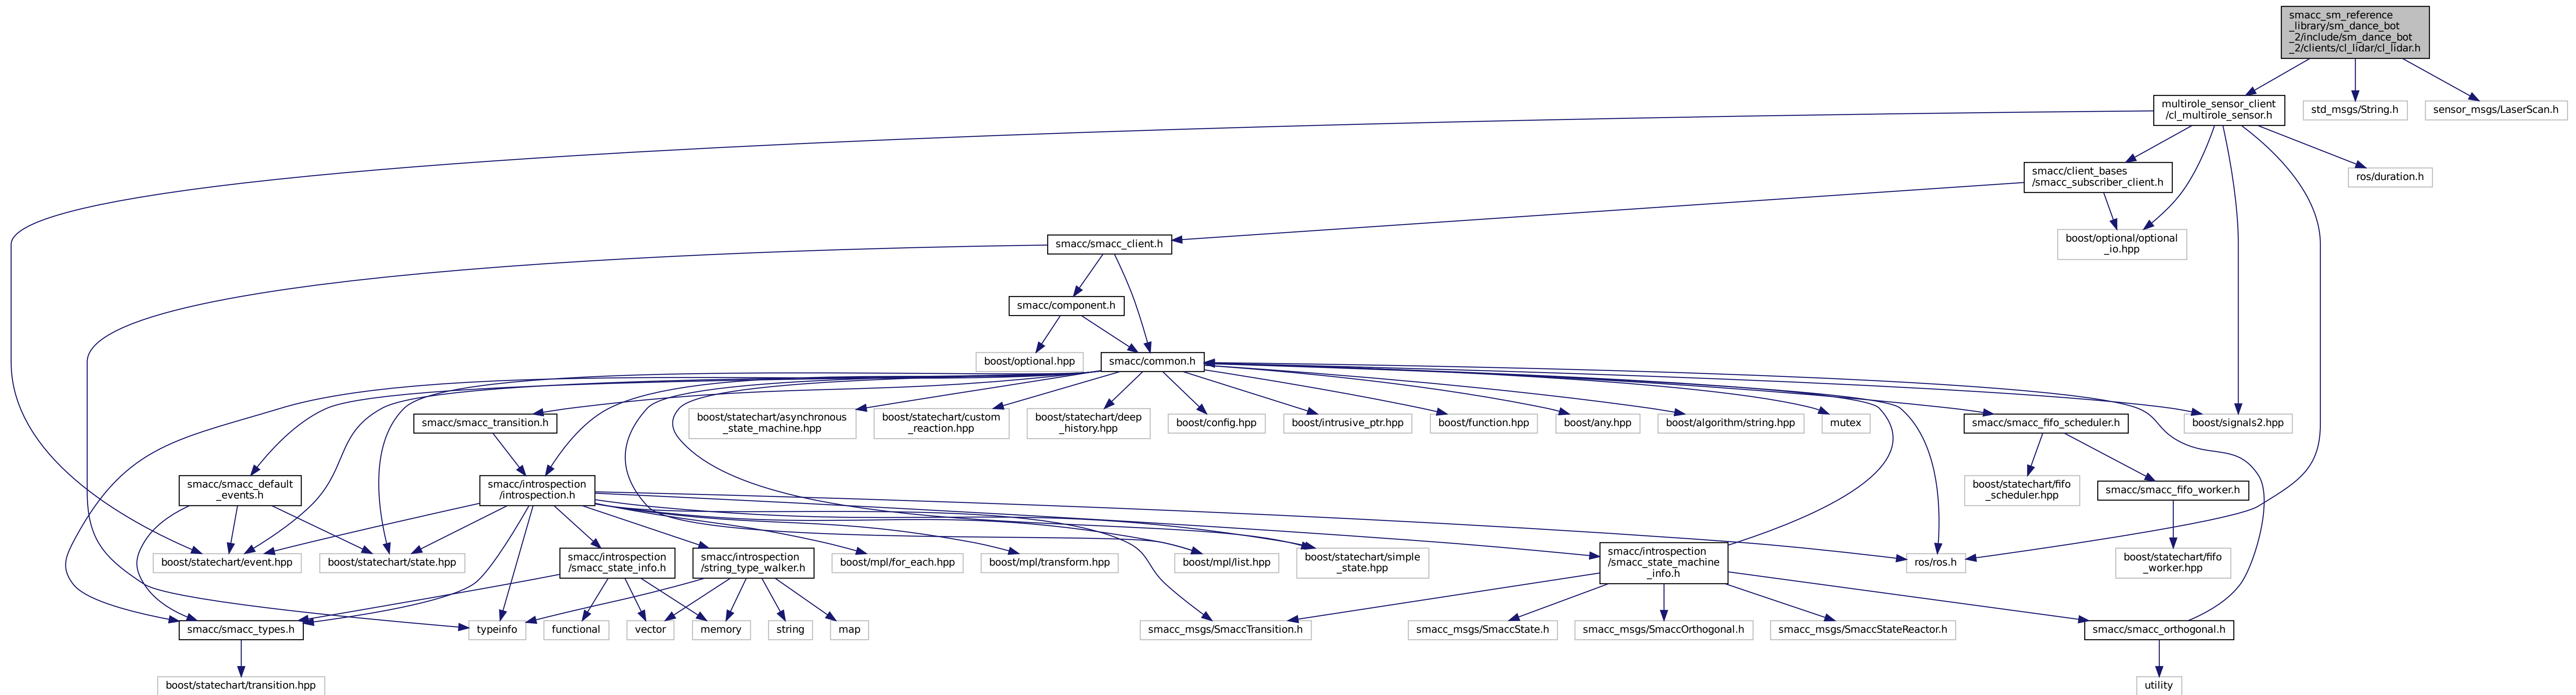 smacc_sm_reference
_library/sm_dance_bot
_2/include/sm_dance_bot
_2/clients/cl_lidar/cl_lidar.h
multirole_sensor_client
/cl_multirole_sensor.h
std_msgs/String.h
sensor_msgs/LaserScan.h
smacc/client_bases
/smacc_subscriber_client.h
ros/duration.h
smacc/smacc_client.h
boost/optional/optional
_io.hpp
smacc/component.h
boost/optional.hpp
smacc/common.h
smacc/smacc_transition.h
boost/statechart/asynchronous
_state_machine.hpp
boost/statechart/custom
_reaction.hpp
boost/statechart/deep
_history.hpp
boost/config.hpp
boost/intrusive_ptr.hpp
boost/function.hpp
boost/any.hpp
boost/algorithm/string.hpp
mutex
smacc/smacc_fifo_scheduler.h
boost/signals2.hpp
smacc/smacc_default
_events.h
smacc/introspection
/introspection.h
boost/statechart/fifo
_scheduler.hpp
smacc/smacc_fifo_worker.h
boost/statechart/event.hpp
boost/statechart/state.hpp
smacc/introspection
/smacc_state_info.h
smacc/introspection
/string_type_walker.h
boost/mpl/for_each.hpp
boost/mpl/transform.hpp
boost/mpl/list.hpp
boost/statechart/simple
_state.hpp
smacc/introspection
/smacc_state_machine
_info.h
ros/ros.h
boost/statechart/fifo
_worker.hpp
smacc/smacc_types.h
typeinfo
functional
vector
memory
string
map
smacc_msgs/SmaccTransition.h
smacc_msgs/SmaccState.h
smacc_msgs/SmaccOrthogonal.h
smacc_msgs/SmaccStateReactor.h
smacc/smacc_orthogonal.h
boost/statechart/transition.hpp
utility